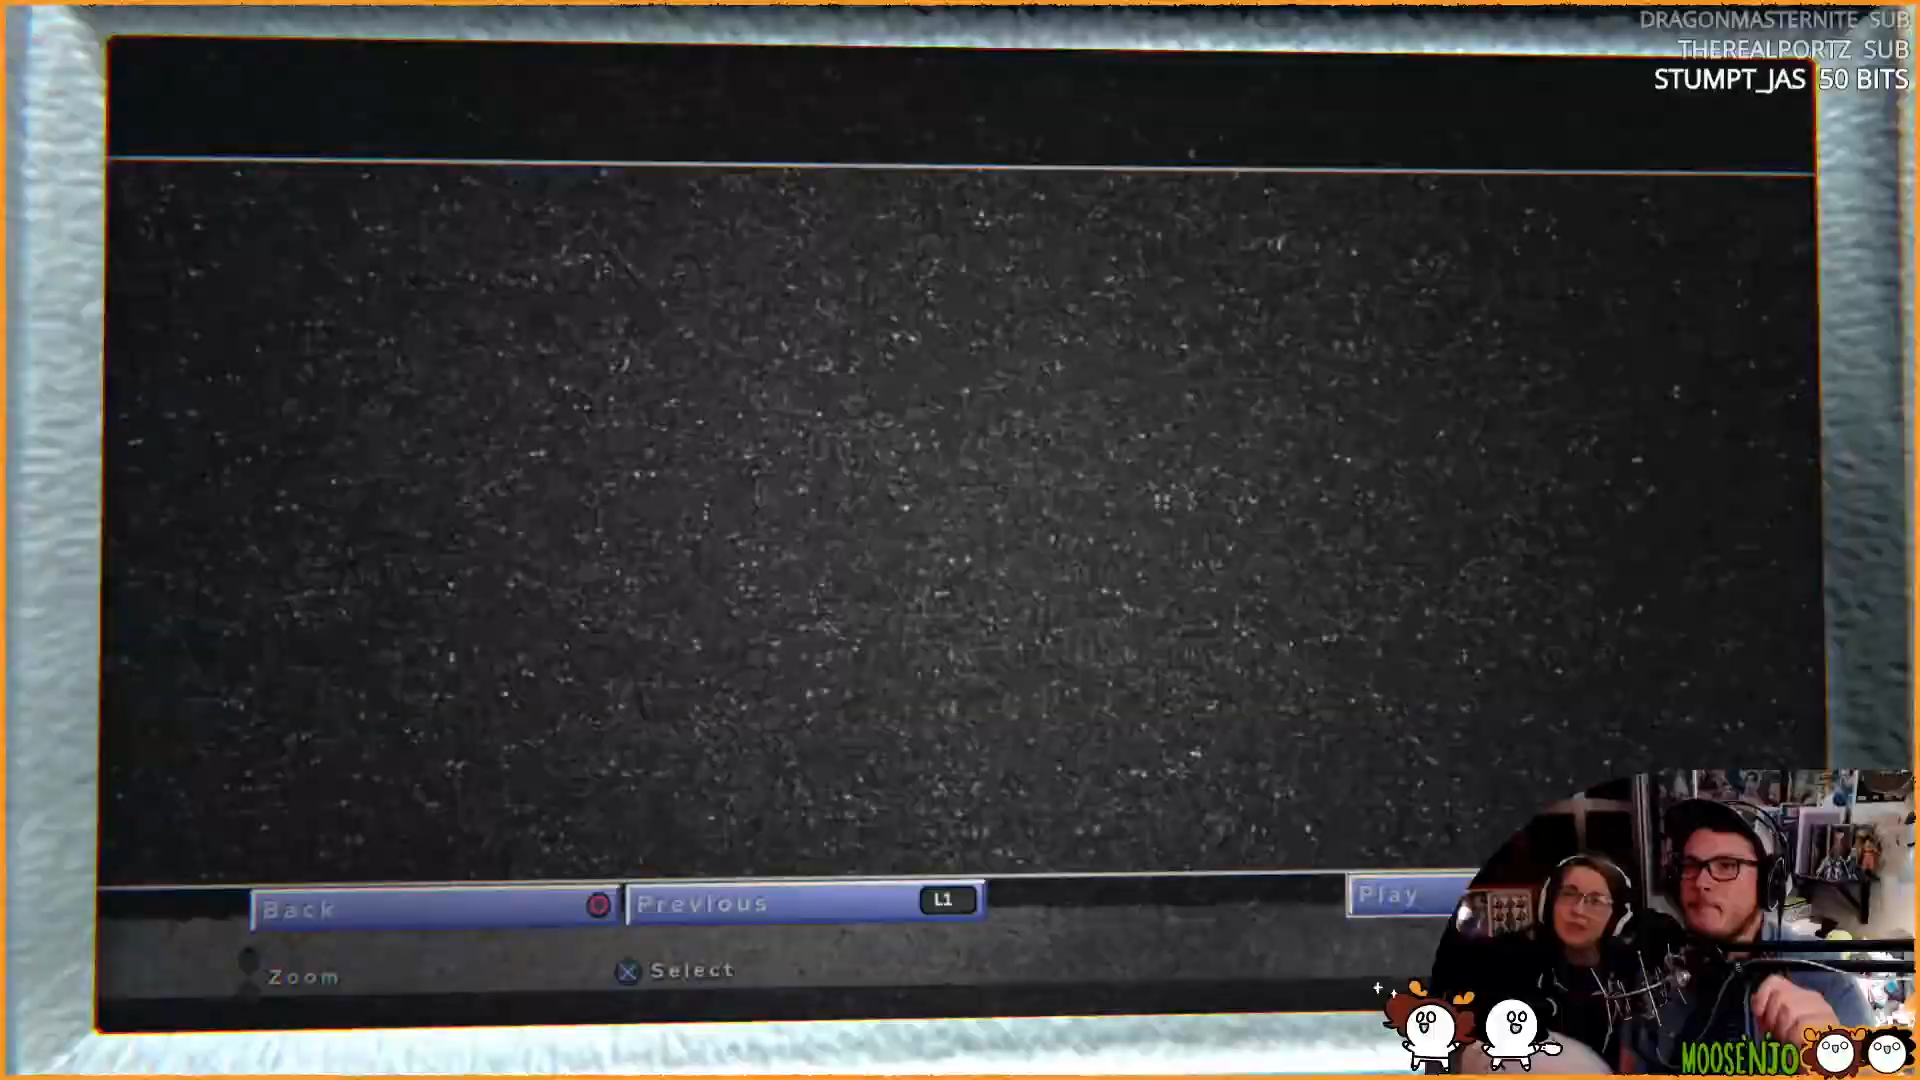 DRAGONMASTERNITE SUB
THEREALPORTZ SUB
STUMPT_JAS 50 BITS
Back
Previous L1
Play
Zoom
Select
MOOSENJO